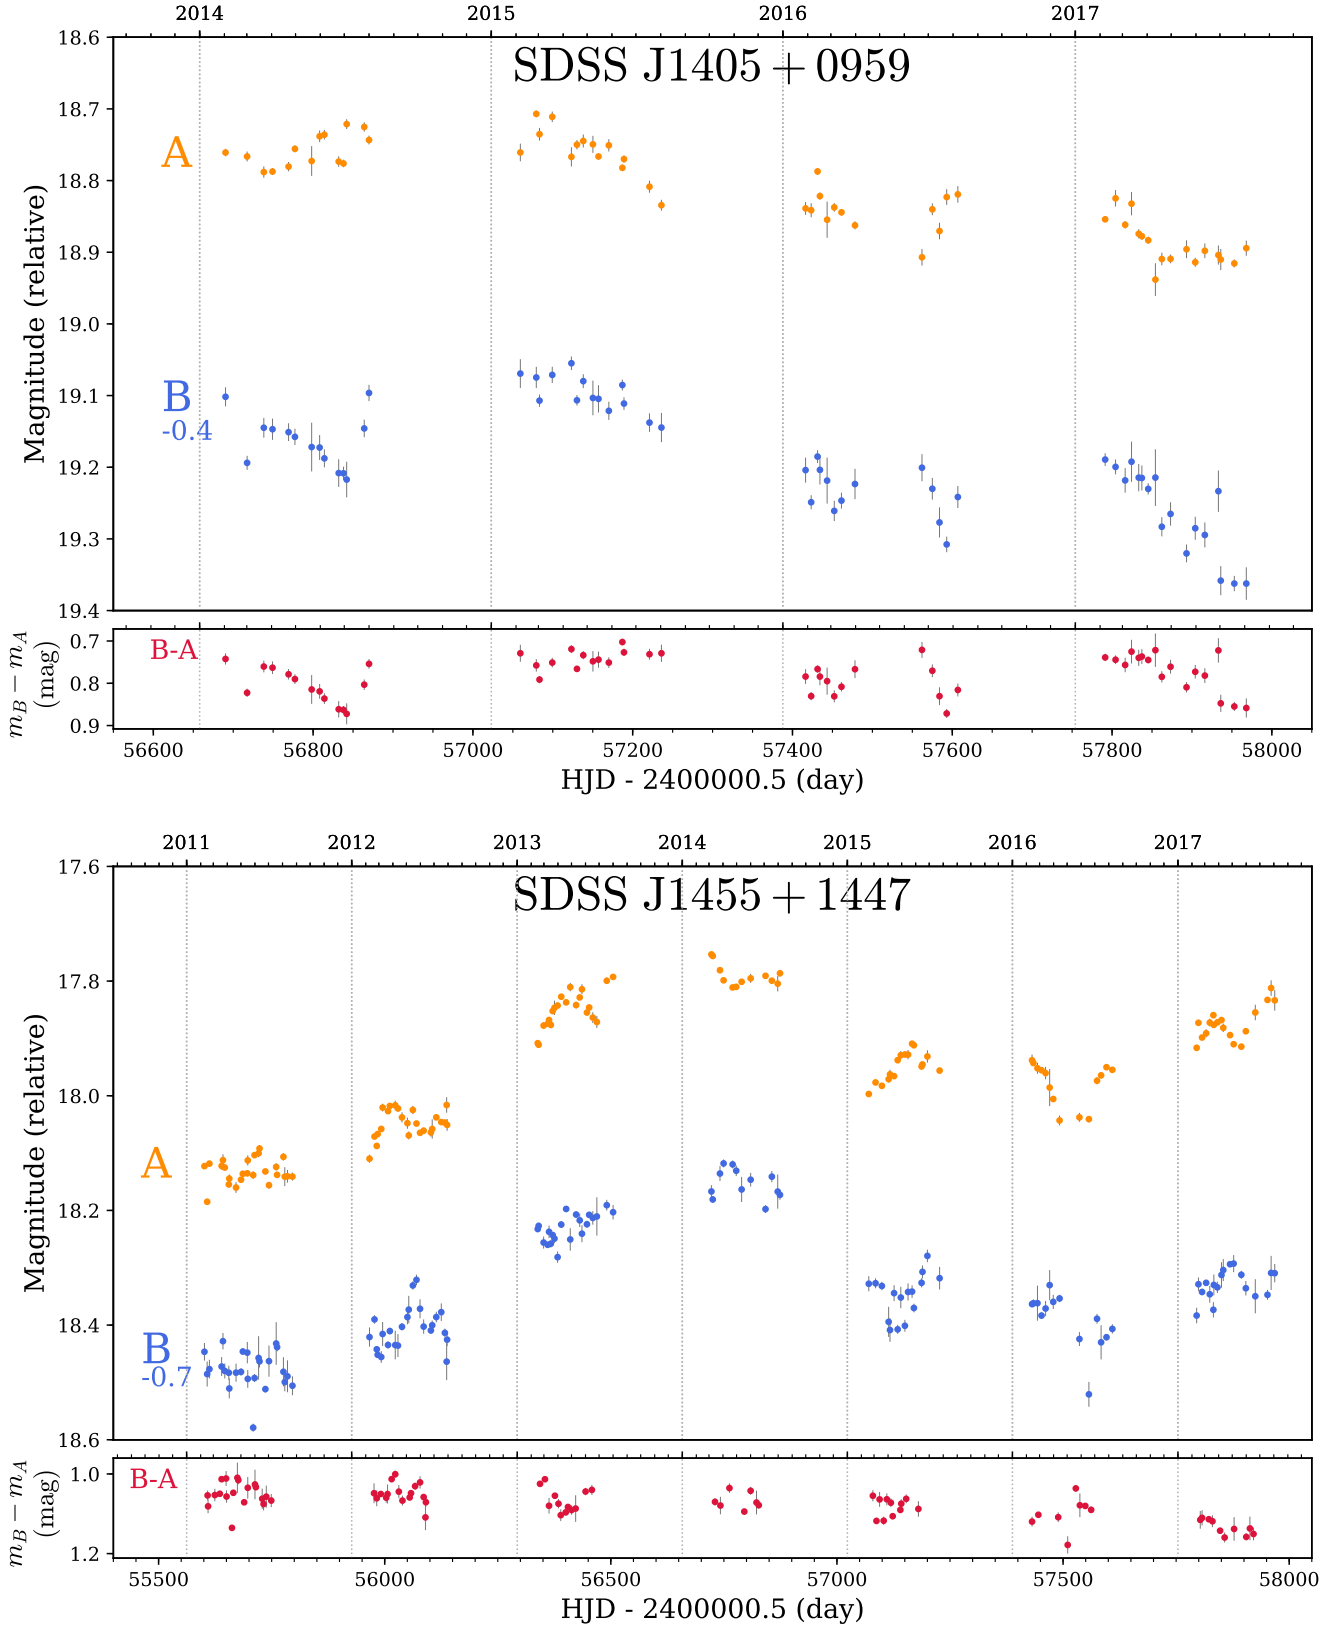 2014 2015 2016 2017
SDSS J1405 + 0959
18.6
18.7
18.8
18.9
19.0
19.1
19.2
19.3
19.4
Magnitude (relative)
A
B
-0.4
B-A
0.7
0.8
0.9
m_B − m_A
(mag)
56600 56800 57000 57200 57400 57600 57800 58000
HJD - 2400000.5 (day)
2011 2012 2013 2014 2015 2016 2017
SDSS J1455 + 1447
17.6
17.8
18.0
18.2
18.4
18.6
Magnitude (relative)
A
B
-0.7
B-A
1.0
1.2
m_B − m_A
(mag)
55500 56000 56500 57000 57500 58000
HJD - 2400000.5 (day)